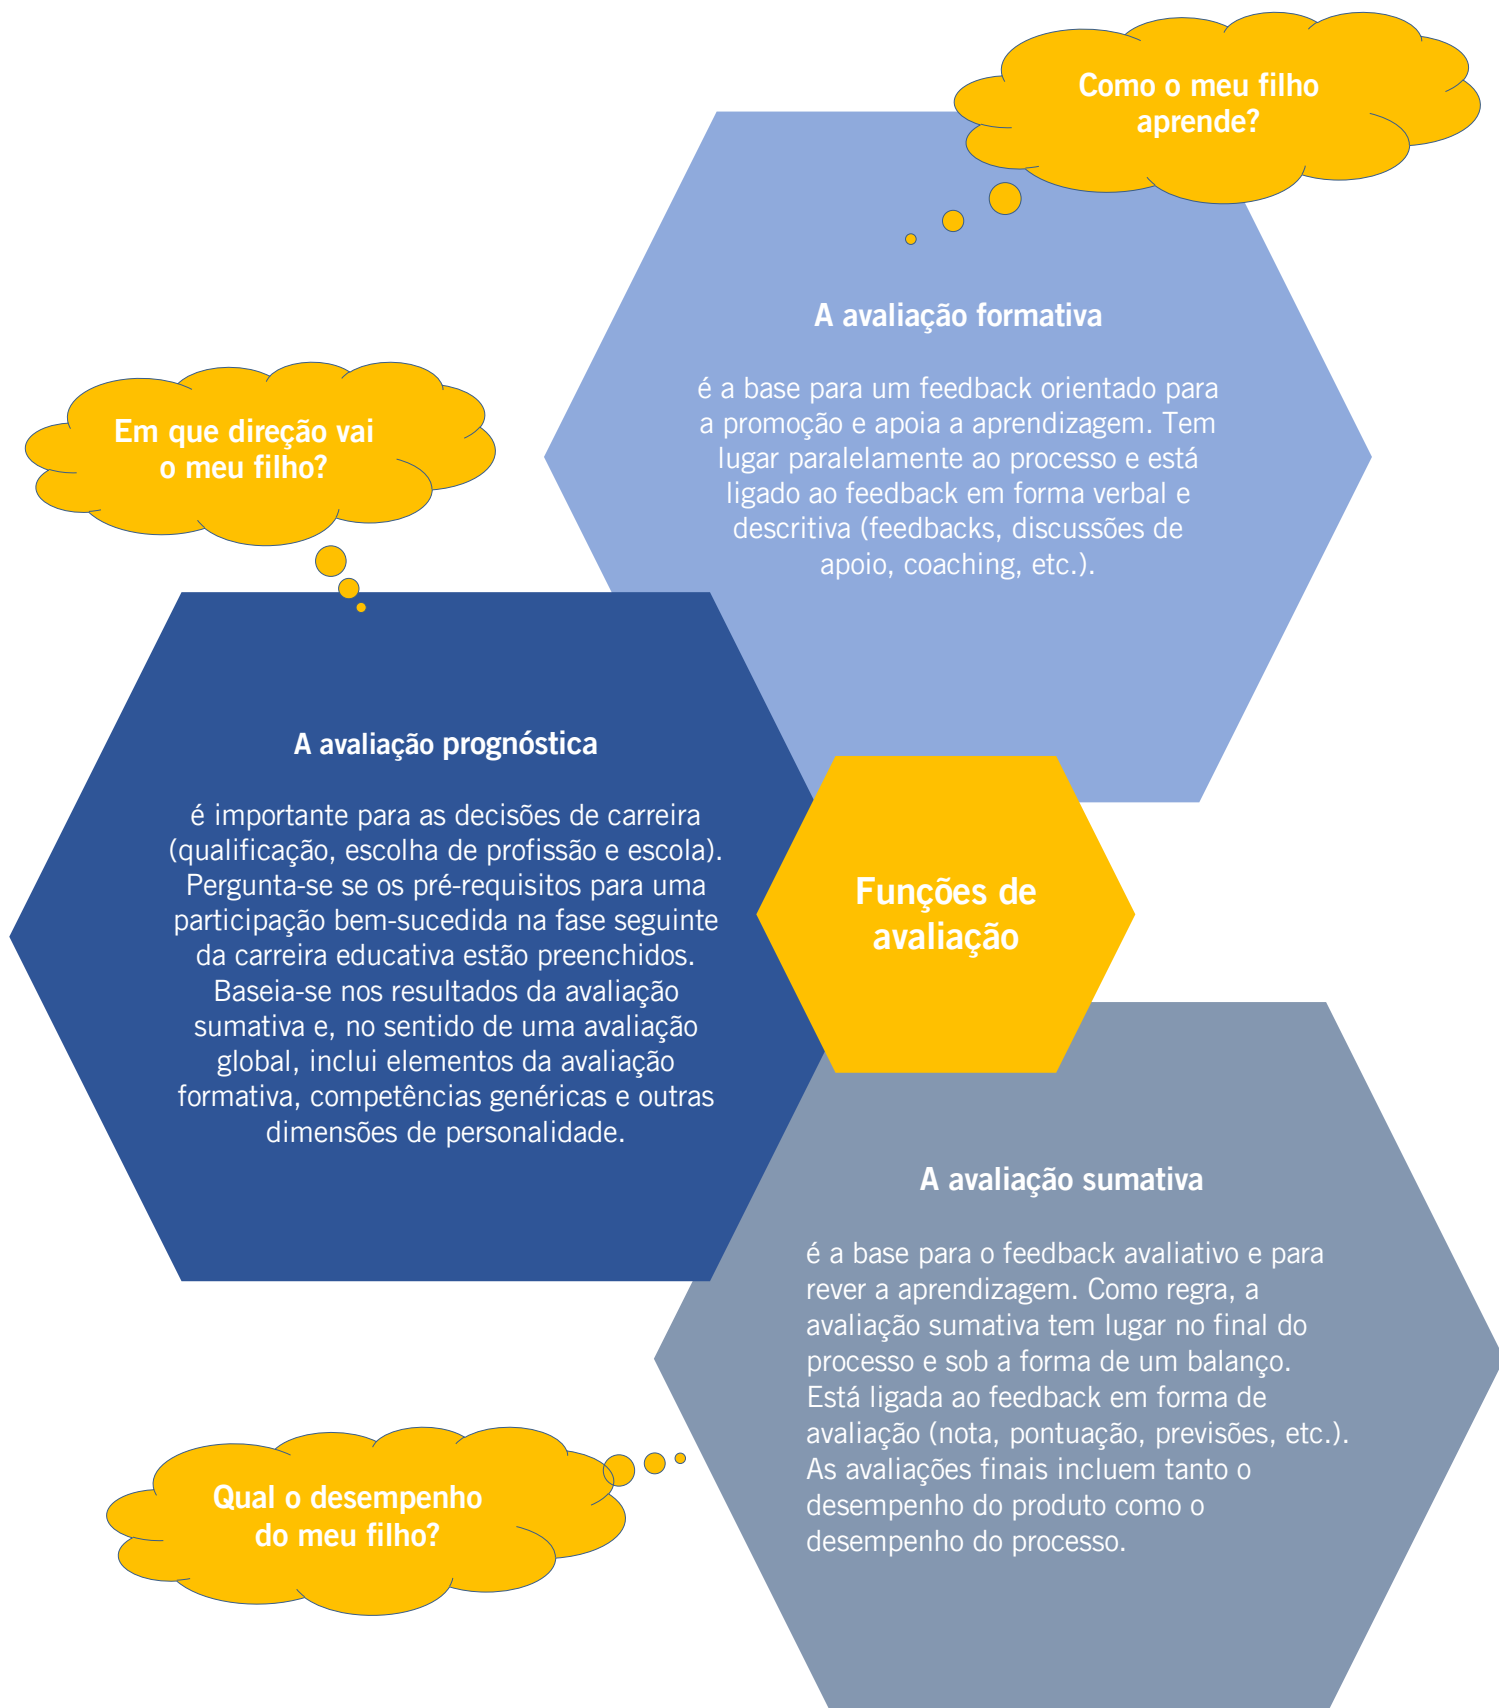 Como o meu filho
aprende?
A avaliação formativa
é a base para um feedback orientado para
a promoção e apoia a aprendizagem. Tem
lugar paralelamente ao processo e está
ligado ao feedback em forma verbal e
descritiva (feedbacks, discussões de
apoio, coaching, etc.).
Em que direção vai
o meu filho?
A avaliação prognóstica
é importante para as decisões de carreira
(qualificação, escolha de profissão e escola).
Pergunta-se se os pré-requisitos para uma
participação bem-sucedida na fase seguinte
da carreira educativa estão preenchidos.
Baseia-se nos resultados da avaliação
sumativa e, no sentido de uma avaliação
global, inclui elementos da avaliação
formativa, competências genéricas e outras
dimensões de personalidade.
Funções de
avaliação
A avaliação sumativa
é a base para o feedback avaliativo e para
rever a aprendizagem. Como regra, a
avaliação sumativa tem lugar no final do
processo e sob a forma de um balanço.
Está ligada ao feedback em forma de
avaliação (nota, pontuação, previsões, etc.).
As avaliações finais incluem tanto o
desempenho do produto como o
desempenho do processo.
Qual o desempenho
do meu filho?